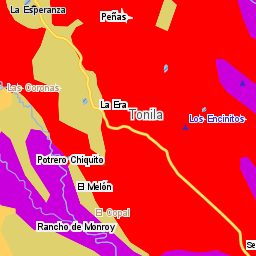 La Esperanza
Peñas
Las Coronas
La Era
Tonila
Los Encinitos
Potrero Chiquito
El Melón
El Copal
Rancho de Monroy
Se